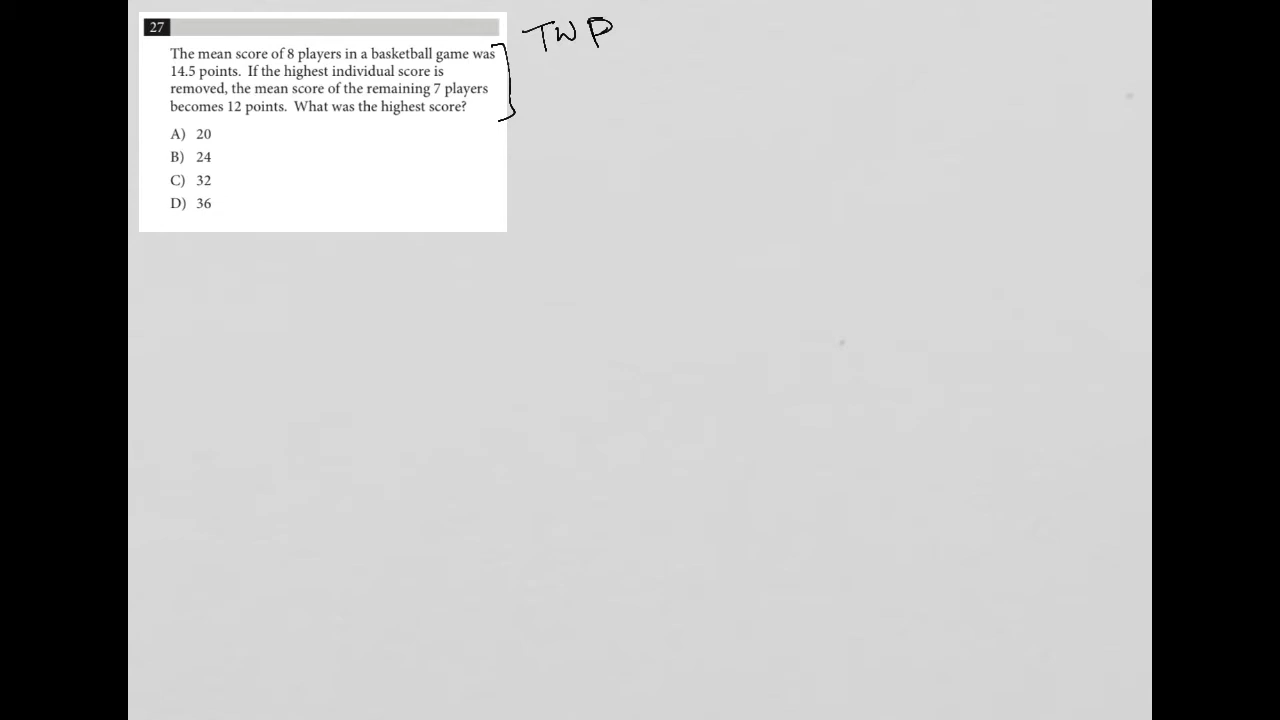 27
TWP
The mean score of 8 players in a basketball game was
14.5 points. If the highest individual score is
removed, the mean score of the remaining 7 players
becomes 12 points. What was the highest score?
A) 20
B) 24
C) 32
D) 36